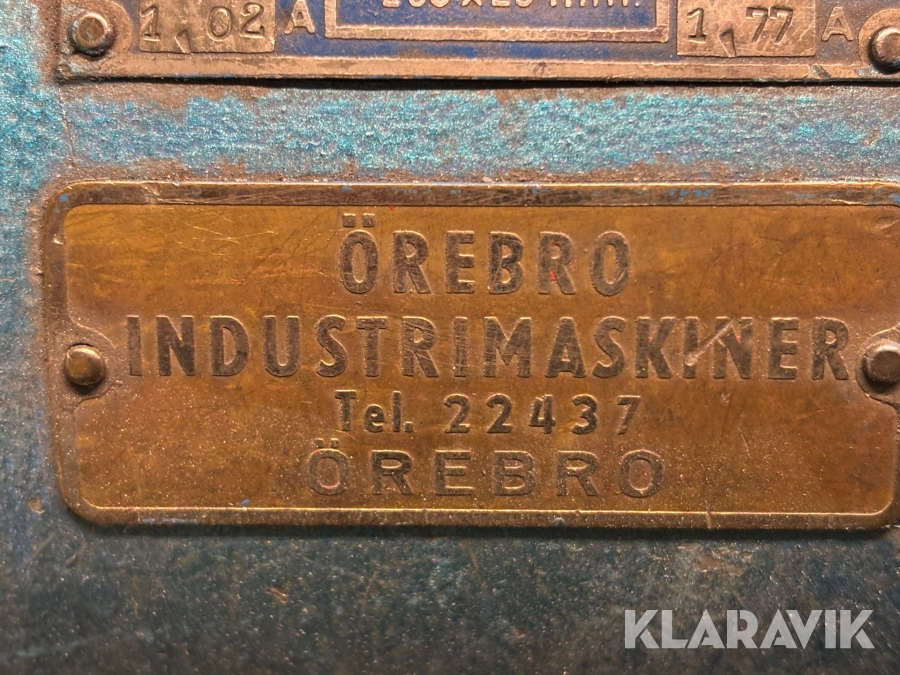 1,02 A
1,77 A
ÖREBRO
INDUSTRIMASKINER
Tel. 22437
ÖREBRO
KLARAVIK